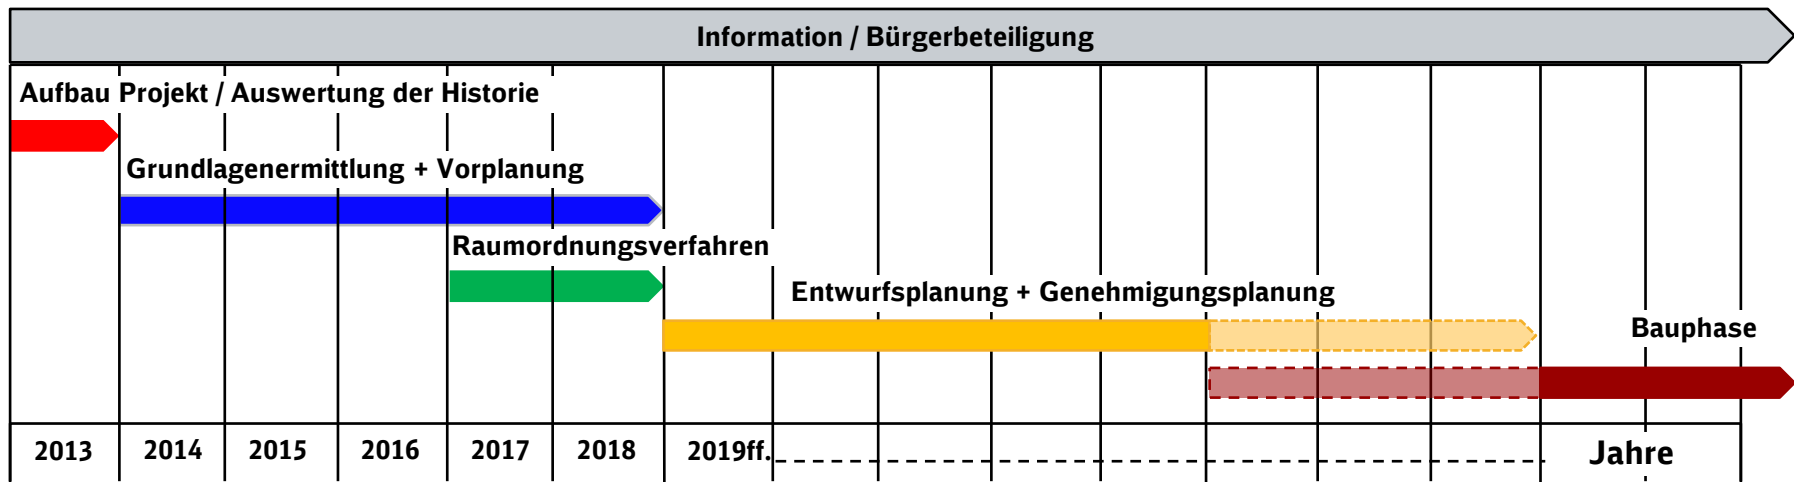 Information / Bürgerbeteiligung
Aufbau Projekt / Auswertung der Historie
Grundlagenermittlung + Vorplanung
Raumordnungsverfahren
Entwurfsplanung + Genehmigungsplanung
Bauphase
2013 2014 2015 2016 2017 2018 2019ff. Jahre